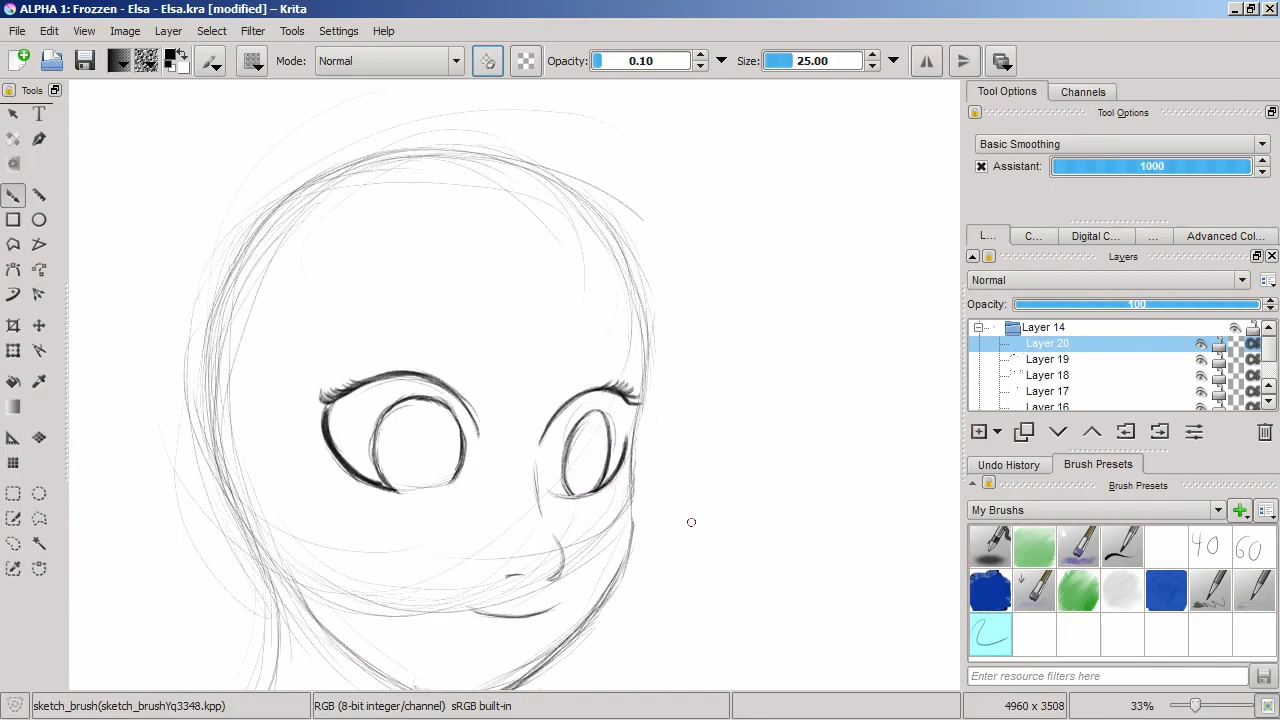 ALPHA 1: Frozzen - Elsa - Elsa.kra [modified] - Krita
File Edit View Image Layer Select Filter Tools Settings Help
Mode: Normal Opacity: 0.10 Size: 25.00
Tools
T
Tool Options Channels
Tool Options
Basic Smoothing
Assistant: 1000
L... C... Digital C... ... Advanced Col...
Layers
Normal
Opacity: 100
Layer 14
Layer 20
Layer 19
Layer 18
Layer 17
Layer 16
Undo History Brush Presets
Brush Presets
My Brushs
40 60
Enter resource filters here
sketch_brush(sketch_brushYq3348.kpp) RGB (8-bit integer/channel) sRGB built-in 4960 x 3508 33%